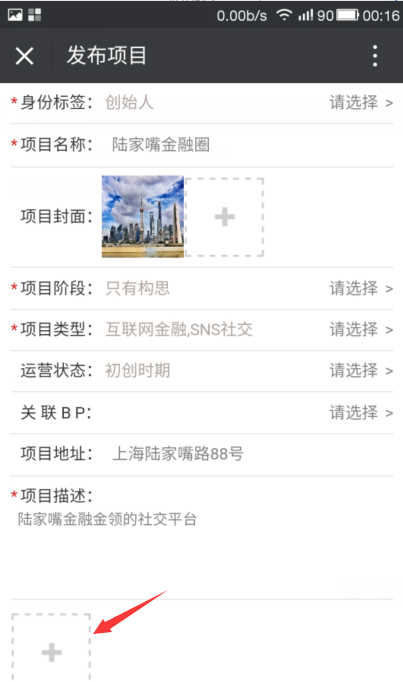 0.00b/s 90 00:16
× 发布项目
*身份标签： 创始人 请选择 >
*项目名称： 陆家嘴金融圈
项目封面：
*项目阶段： 只有构思 请选择 >
*项目类型： 互联网金融,SNS社交 请选择 >
运营状态： 初创时期 请选择 >
关 联 B P： 请选择 >
项目地址： 上海陆家嘴路88号
*项目描述：
陆家嘴金融金领的社交平台